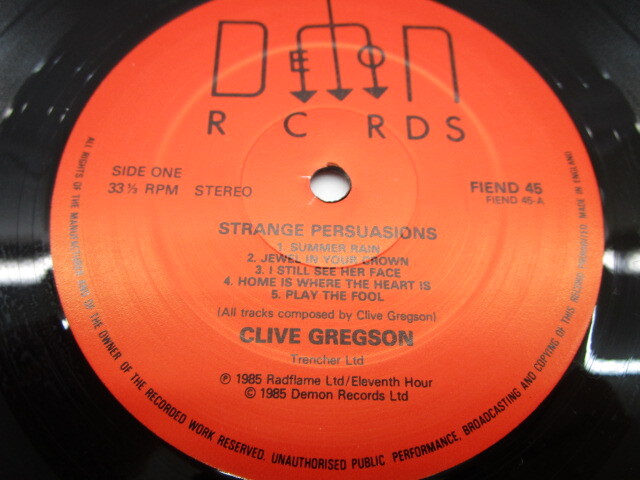 DEMON
R C RDS
SIDE ONE
33⅓ RPM STEREO
FIEND 45
FIEND 45-A
STRANGE PERSUASIONS
1. SUMMER RAIN
2. JEWEL IN YOUR CROWN
3. I STILL SEE HER FACE
4. HOME IS WHERE THE HEART IS
5. PLAY THE FOOL
(All tracks composed by Clive Gregson)
CLIVE GREGSON
Trencher Ltd
℗ 1985 Radflame Ltd/Eleventh Hour
© 1985 Demon Records Ltd
ALL RIGHTS OF THE MANUFACTURER AND OF THE OWNER OF THE RECORDED WORK RESERVED. UNAUTHORISED PUBLIC PERFORMANCE, BROADCASTING AND COPYING OF THIS RECORD PROHIBITED. MADE IN ENGLAND